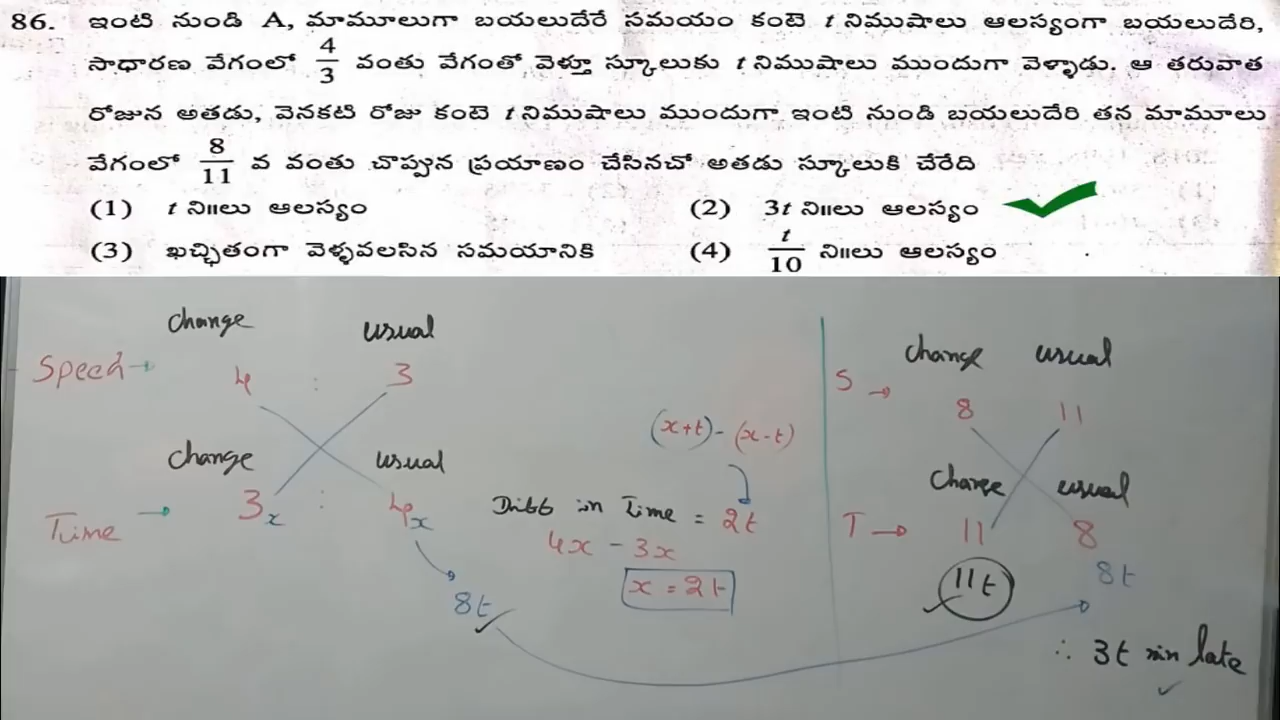 86. ఇంటి నుండి A, మామూలుగా బయలుదేరే సమయం కంటె t నిముషాలు ఆలస్యంగా బయలుదేరి,
సాధారణ వేగంలో 4/3 వంతు వేగంతో వెళ్తూ స్కూలుకు t నిముషాలు ముందుగా వెళ్ళాడు. ఆ తరువాత
రోజున అతడు, వెనకటి రోజు కంటె t నిముషాలు ముందుగా ఇంటి నుండి బయలుదేరి తన మామూలు
వేగంలో 8/11 వ వంతు చొప్పున ప్రయాణం చేసినచో అతడు స్కూలుకి చేరేది
(1) t ని॥లు ఆలస్యం (2) 3t ని॥లు ఆలస్యం
(3) ఖచ్చితంగా వెళ్ళవలసిన సమయానికి (4) t/10 ని॥లు ఆలస్యం
change usual
Speed → 4 : 3
change usual
Time → 3x : 4x
8t
(x+t)-(x-t)
Diff in Time = 2t
4x - 3x
x = 2t
change usual
S → 8 11
Change usual
T → 11 8
11t 8t
∴ 3t min late